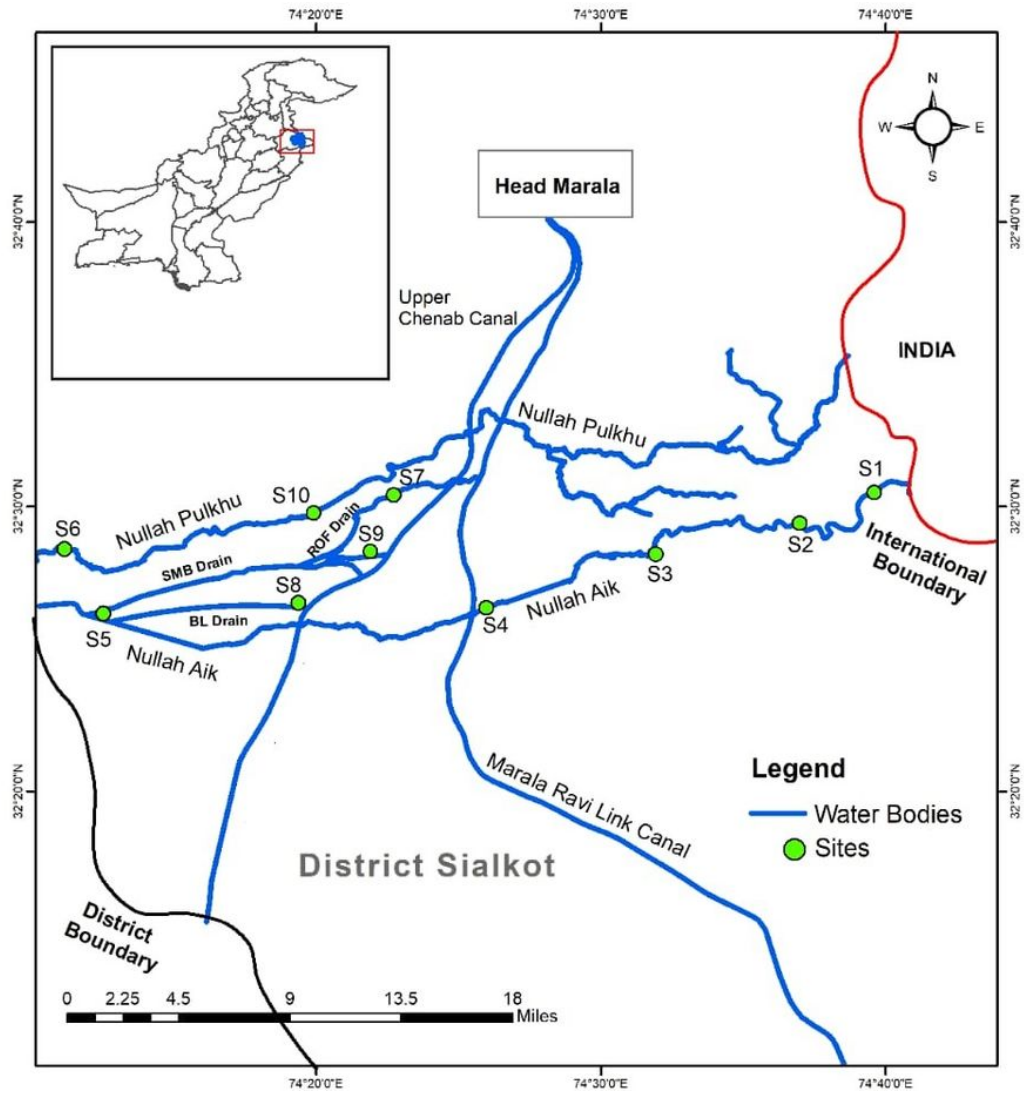 74°20'0"E
74°30'0"E
74°40'0"E
N
W
E
S
Head Marala
32°40'0"N
32°40'0"N
Upper
Chenab Canal
INDIA
Nullah Pulkhu
S1
S7
S10
Nullah Pulkhu
32°30'0"N
32°30'0"N
S6
ROF Drain
S9
S2
International
Boundary
SMB Drain
S3
S8
Nullah Aik
BL Drain
S4
S5
Nullah Aik
Legend
Marala Ravi Link Canal
32°20'0"N
32°20'0"N
Water Bodies
Sites
District Sialkot
District
Boundary
0 2.25 4.5 9 13.5 18
Miles
74°20'0"E
74°30'0"E
74°40'0"E